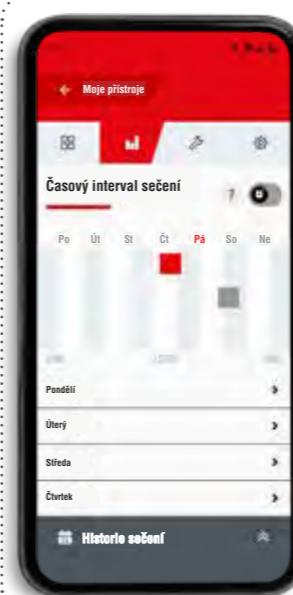 Moje přístroje
Časový interval sečení
?
Po Út St Čt Pá So Ne
Pondělí
Úterý
Středa
Čtvrtek
Historie sečení